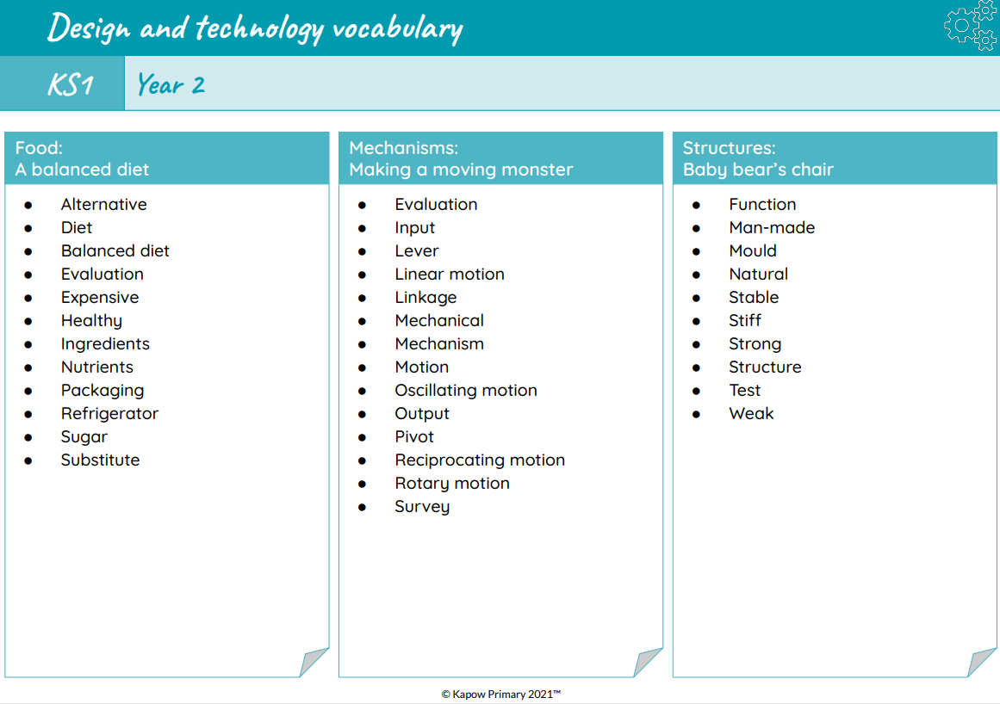 Design and technology vocabulary
KS1
Year 2
Food:
A balanced diet
● Alternative
● Diet
● Balanced diet
● Evaluation
● Expensive
● Healthy
● Ingredients
● Nutrients
● Packaging
● Refrigerator
● Sugar
● Substitute
Mechanisms:
Making a moving monster
● Evaluation
● Input
● Lever
● Linear motion
● Linkage
● Mechanical
● Mechanism
● Motion
● Oscillating motion
● Output
● Pivot
● Reciprocating motion
● Rotary motion
● Survey
Structures:
Baby bear’s chair
● Function
● Man-made
● Mould
● Natural
● Stable
● Stiff
● Strong
● Structure
● Test
● Weak
© Kapow Primary 2021™